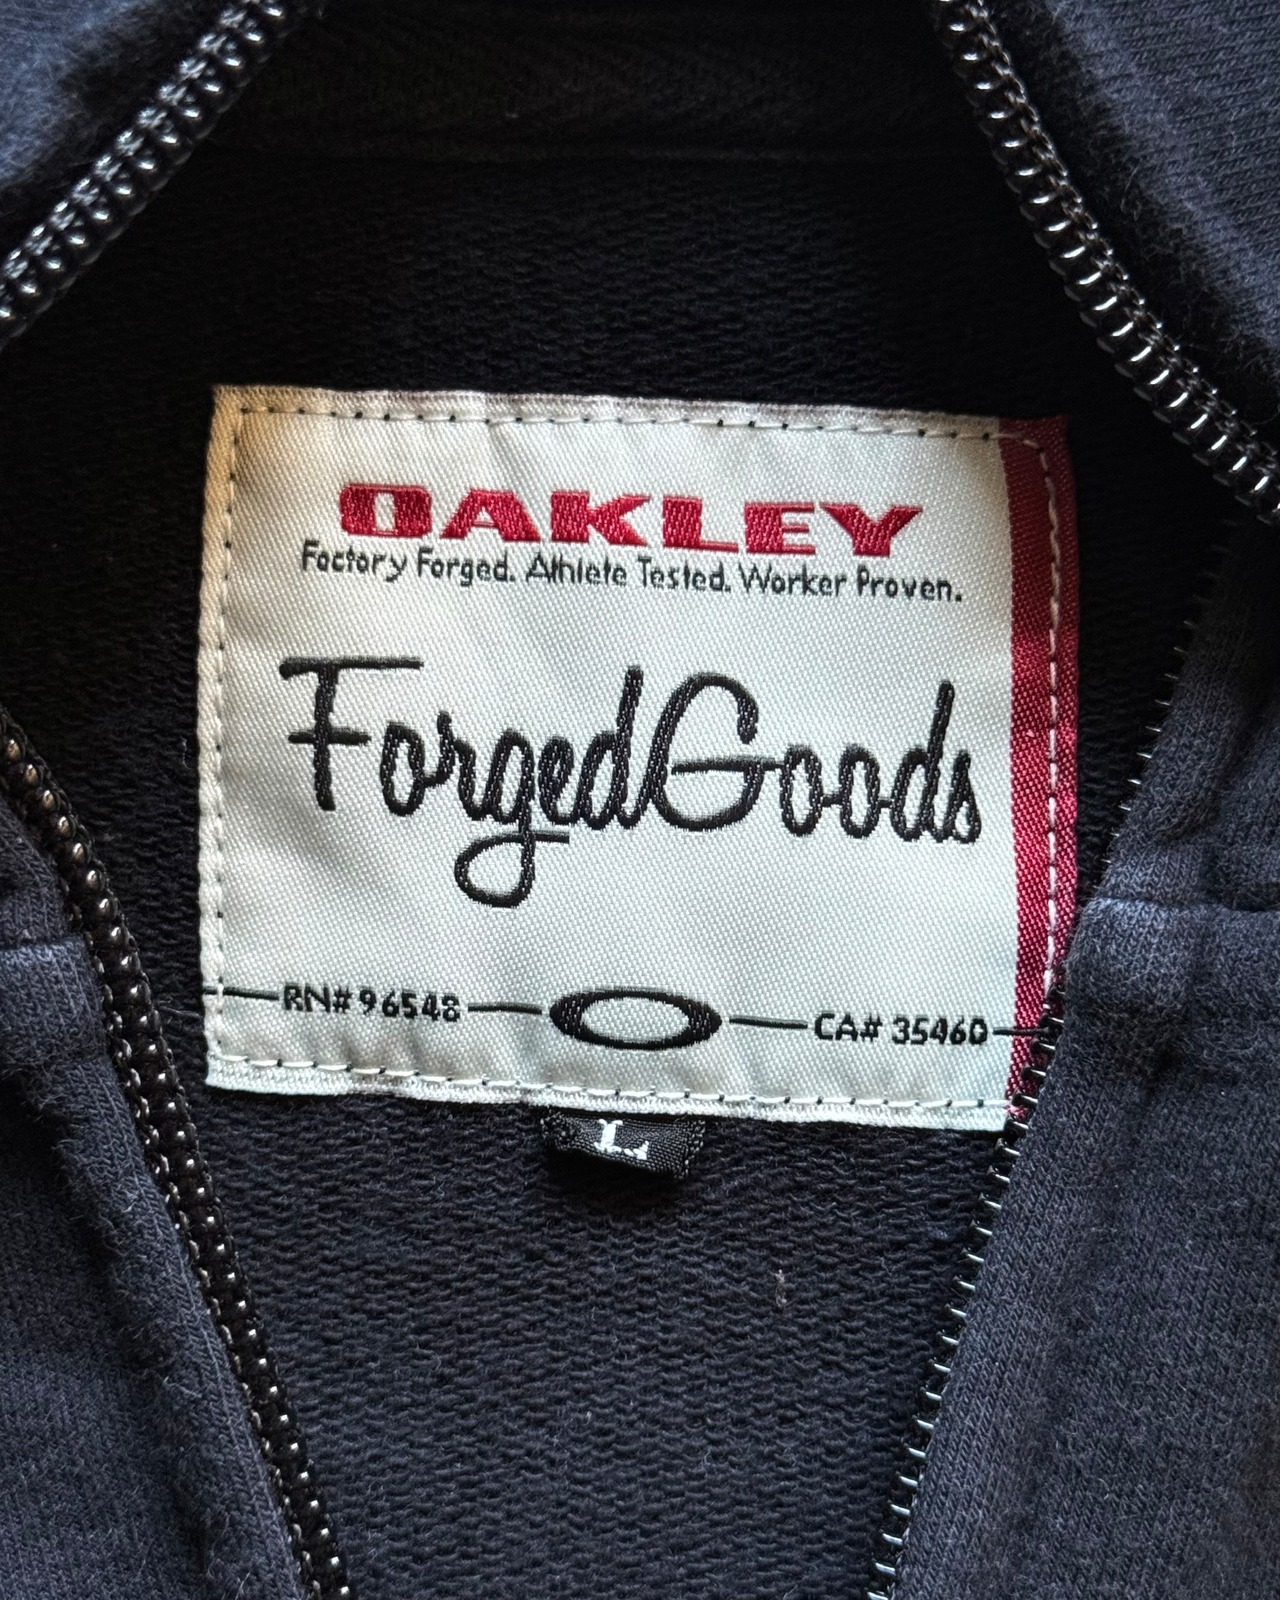 OAKLEY
Factory Forged. Athlete Tested. Worker Proven.
ForgedGoods
RN# 96548 CA# 35460
L